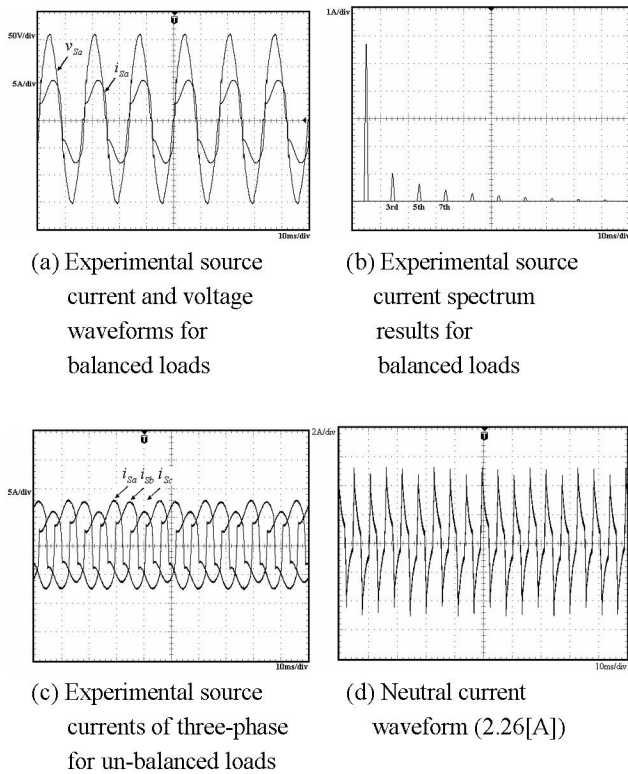 T
50V/div
v_Sa
i_Sa
5A/div
10ms/div
1A/div
3rd 5th 7th
10ms/div
(a) Experimental source
current and voltage
waveforms for
balanced loads
(b) Experimental source
current spectrum
results for
balanced loads
T
5A/div
i_Sa i_Sb i_Sc
10ms/div
2A/div
T
10ms/div
(c) Experimental source
currents of three-phase
for un-balanced loads
(d) Neutral current
waveform (2.26[A])